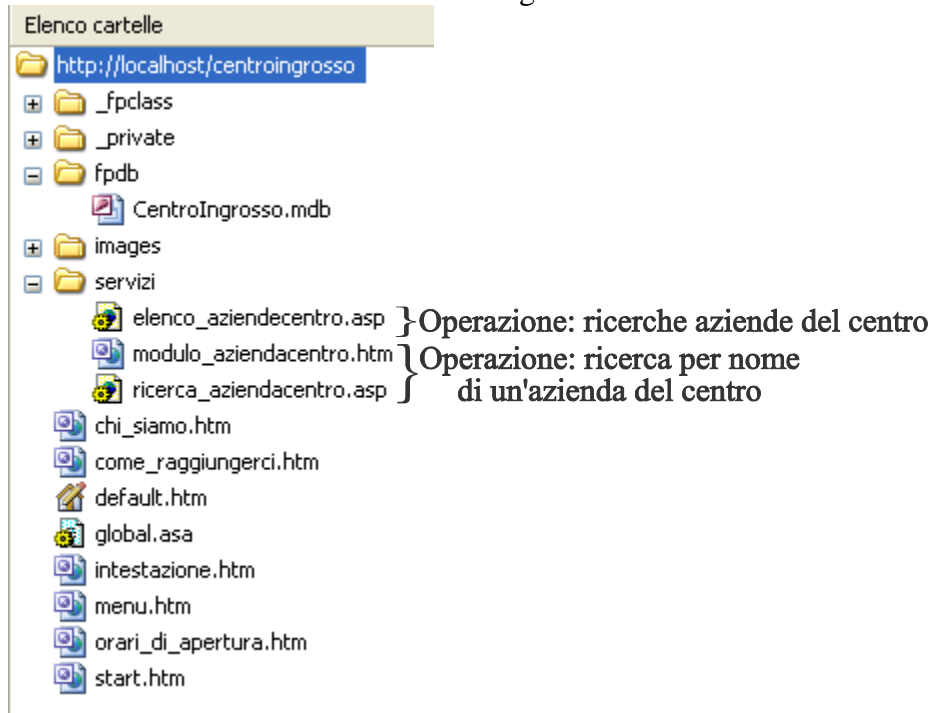 Elenco cartelle
http://localhost/centroingrosso
_fpclass
_private
fpdb
CentroIngrosso.mdb
images
servizi
elenco_aziendecentro.asp }Operazione: ricerche aziende del centro
modulo_aziendacentro.htm }Operazione: ricerca per nome
ricerca_aziendacentro.asp di un'azienda del centro
chi_siamo.htm
come_raggiungerci.htm
default.htm
global.asa
intestazione.htm
menu.htm
orari_di_apertura.htm
start.htm